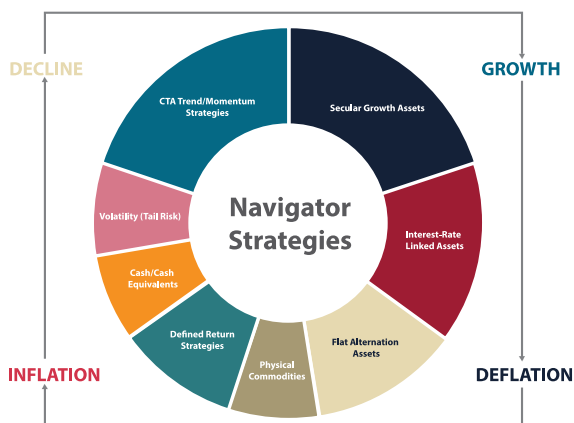 DECLINE
GROWTH
CTA Trend/Momentum
Strategies
Secular Growth Assets
Navigator
Strategies
Volatility (Tail Risk)
Interest-Rate
Linked Assets
Cash/Cash
Equivalents
Defined Return
Strategies
Flat Alternation
Assets
Physical
Commodities
INFLATION
DEFLATION